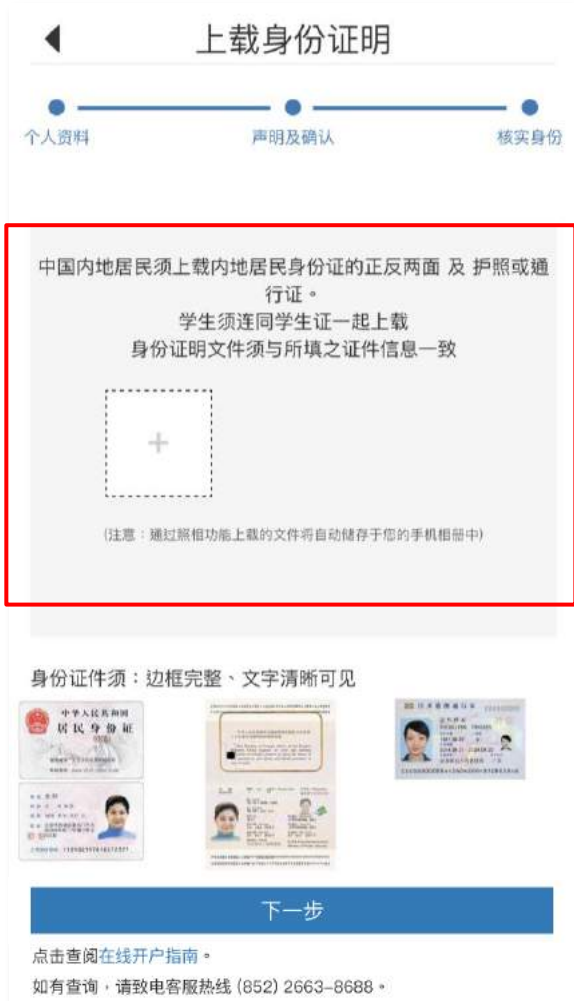 上载身份证明
个人资料
声明及确认
核实身份
中国内地居民须上载内地居民身份证的正反两面 及 护照或通
行证。
学生须连同学生证一起上载
身份证明文件须与所填之证件信息一致
(注意：通过照相功能上载的文件将自动储存于您的手机相册中)
身份证件须：边框完整、文字清晰可见
中华人民共和国
居民身份证
下一步
点击查阅在线开户指南。
如有查询，请致电客服热线 (852) 2663-8688。